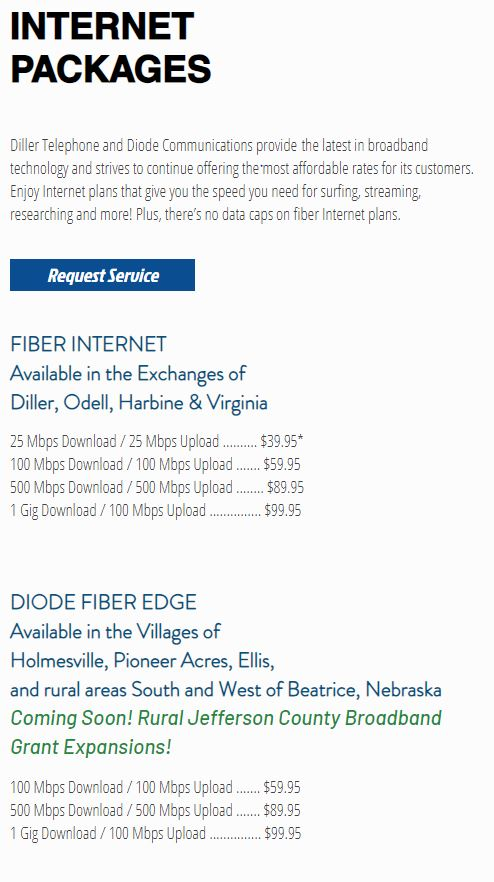 INTERNET
PACKAGES
Diller Telephone and Diode Communications provide the latest in broadband
technology and strives to continue offering the most affordable rates for its customers.
Enjoy Internet plans that give you the speed you need for surfing, streaming,
researching and more! Plus, there's no data caps on fiber Internet plans.
Request Service
FIBER INTERNET
Available in the Exchanges of
Diller, Odell, Harbine & Virginia
25 Mbps Download / 25 Mbps Upload .......... $39.95*
100 Mbps Download / 100 Mbps Upload ....... $59.95
500 Mbps Download / 500 Mbps Upload ........ $89.95
1 Gig Download / 100 Mbps Upload ............... $99.95
DIODE FIBER EDGE
Available in the Villages of
Holmesville, Pioneer Acres, Ellis,
and rural areas South and West of Beatrice, Nebraska
Coming Soon! Rural Jefferson County Broadband
Grant Expansions!
100 Mbps Download / 100 Mbps Upload ....... $59.95
500 Mbps Download / 500 Mbps Upload ....... $89.95
1 Gig Download / 100 Mbps Upload ............... $99.95